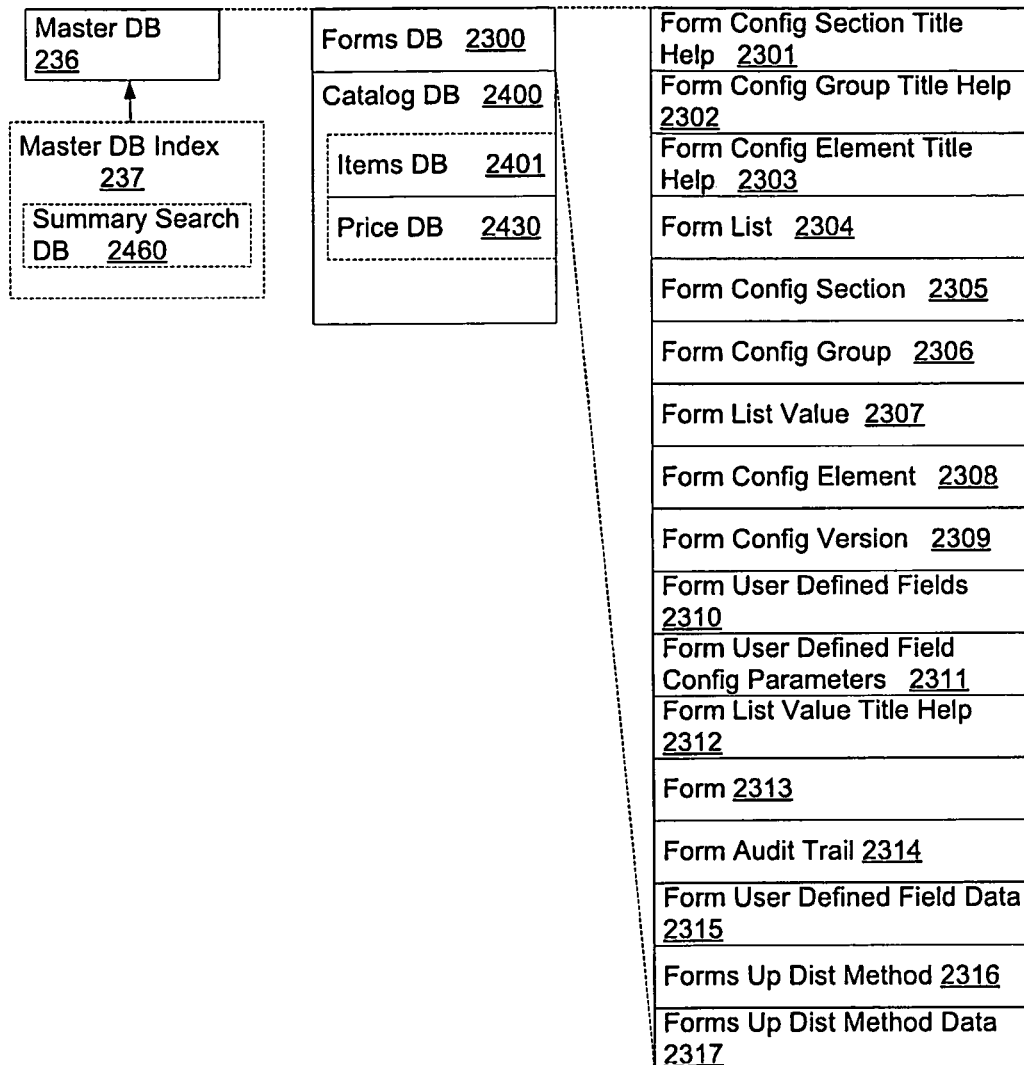 Master DB
236
Master DB Index
237
Summary Search
DB 2460
Forms DB 2300
Catalog DB 2400
Items DB 2401
Price DB 2430
Form Config Section Title
Help 2301
Form Config Group Title Help
2302
Form Config Element Title
Help 2303
Form List 2304
Form Config Section 2305
Form Config Group 2306
Form List Value 2307
Form Config Element 2308
Form Config Version 2309
Form User Defined Fields
2310
Form User Defined Field
Config Parameters 2311
Form List Value Title Help
2312
Form 2313
Form Audit Trail 2314
Form User Defined Field Data
2315
Forms Up Dist Method 2316
Forms Up Dist Method Data
2317